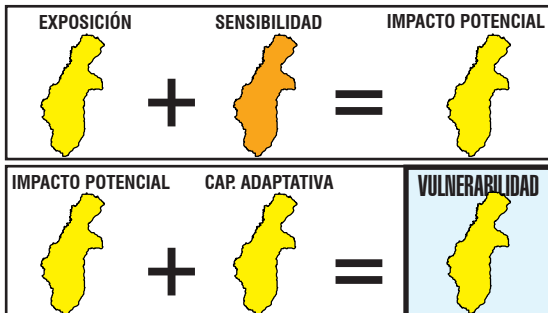 EXPOSICIÓN SENSIBILIDAD IMPACTO POTENCIAL
+ =
IMPACTO POTENCIAL CAP. ADAPTATIVA VULNERABILIDAD
+ =